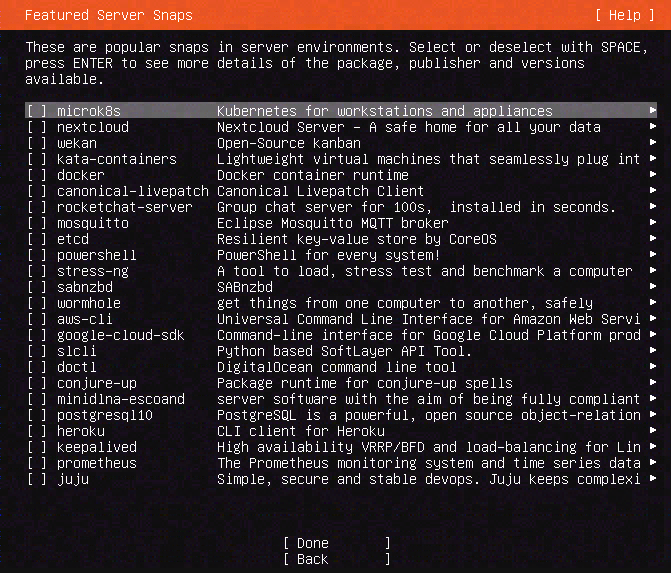 Featured Server Snaps [ Help ]
These are popular snaps in server environments. Select or deselect with SPACE,
press ENTER to see more details of the package, publisher and versions
available.
[ ] microk8s Kubernetes for workstations and appliances ▸
[ ] nextcloud Nextcloud Server - A safe home for all your data ▸
[ ] wekan Open-Source kanban ▸
[ ] kata-containers Lightweight virtual machines that seamlessly plug int ▸
[ ] docker Docker container runtime ▸
[ ] canonical-livepatch Canonical Livepatch Client ▸
[ ] rocketchat-server Group chat server for 100s, installed in seconds. ▸
[ ] mosquitto Eclipse Mosquitto MQTT broker ▸
[ ] etcd Resilient key-value store by CoreOS ▸
[ ] powershell PowerShell for every system! ▸
[ ] stress-ng A tool to load, stress test and benchmark a computer ▸
[ ] sabnzbd SABnzbd ▸
[ ] wormhole get things from one computer to another, safely ▸
[ ] aws-cli Universal Command Line Interface for Amazon Web Servi ▸
[ ] google-cloud-sdk Command-line interface for Google Cloud Platform prod ▸
[ ] slcli Python based SoftLayer API Tool. ▸
[ ] doctl DigitalOcean command line tool ▸
[ ] conjure-up Package runtime for conjure-up spells ▸
[ ] minidlna-escoand server software with the aim of being fully compliant ▸
[ ] postgresql10 PostgreSQL is a powerful, open source object-relation ▸
[ ] heroku CLI client for Heroku ▸
[ ] keepalived High availability VRRP/BFD and load-balancing for Lin ▸
[ ] prometheus The Prometheus monitoring system and time series data ▸
[ ] juju Simple, secure and stable devops. Juju keeps complexi ▸
[ Done ]
[ Back ]